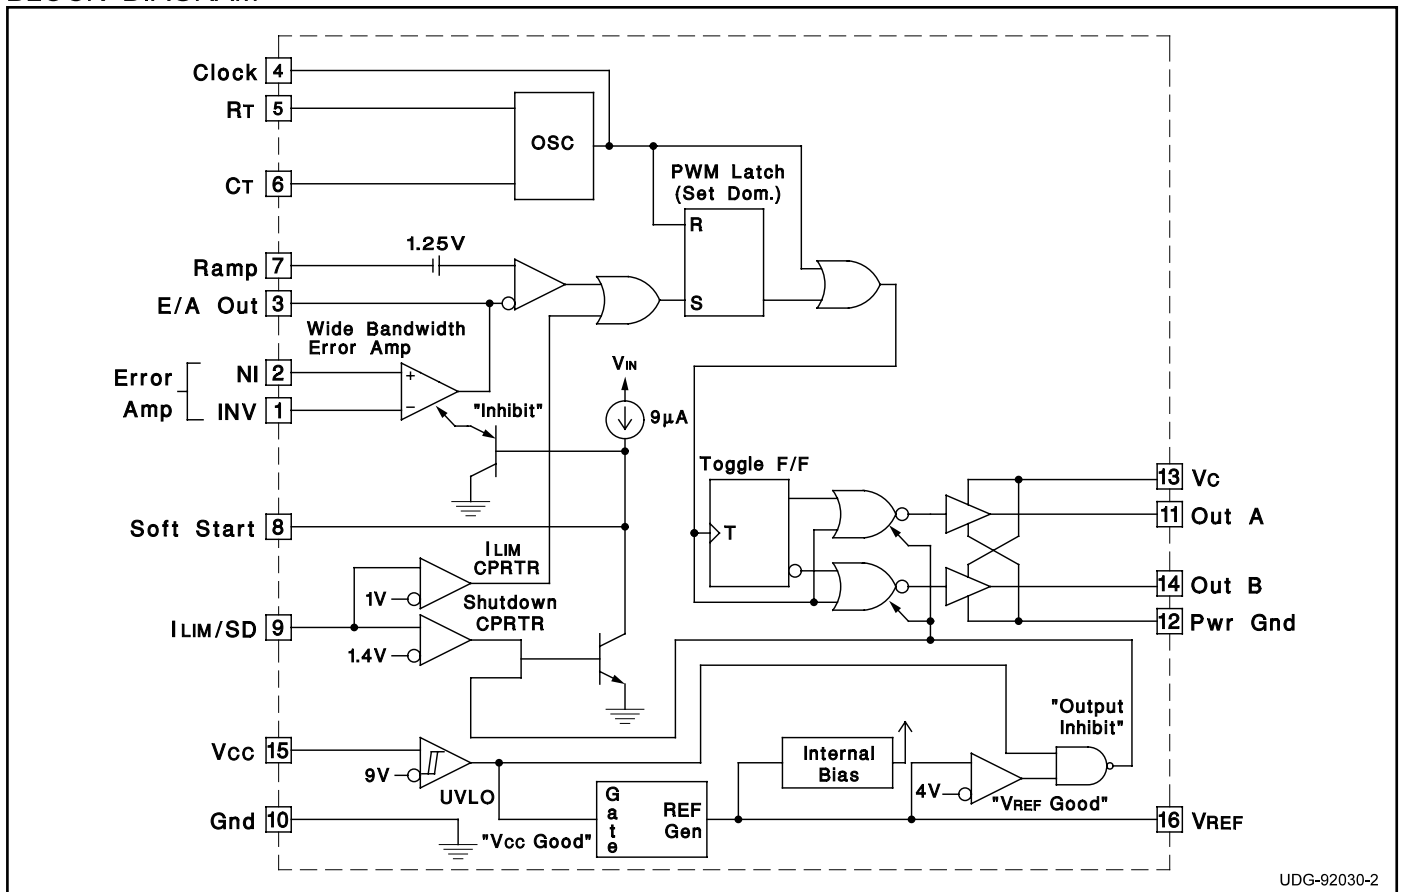 BLOCK DIAGRAM
Clock 4
RT 5
OSC
CT 6
PWM Latch
(Set Dom.)
R
S
1.25V
Ramp 7
E/A Out 3
Wide Bandwidth
Error Amp
Error
Amp
NI 2
INV 1
+
−
"Inhibit"
VIN
9µA
Soft Start 8
Toggle F/F
T
13 VC
11 Out A
14 Out B
12 Pwr Gnd
ILIM
CPRTR
1V
Shutdown
CPRTR
ILIM/SD 9
1.4V
"Output
Inhibit"
VCC 15
9V
UVLO
Internal
Bias
4V
"VREF Good"
Gnd 10
"VCC Good"
Gate
REF
Gen
16 VREF
UDG-92030-2